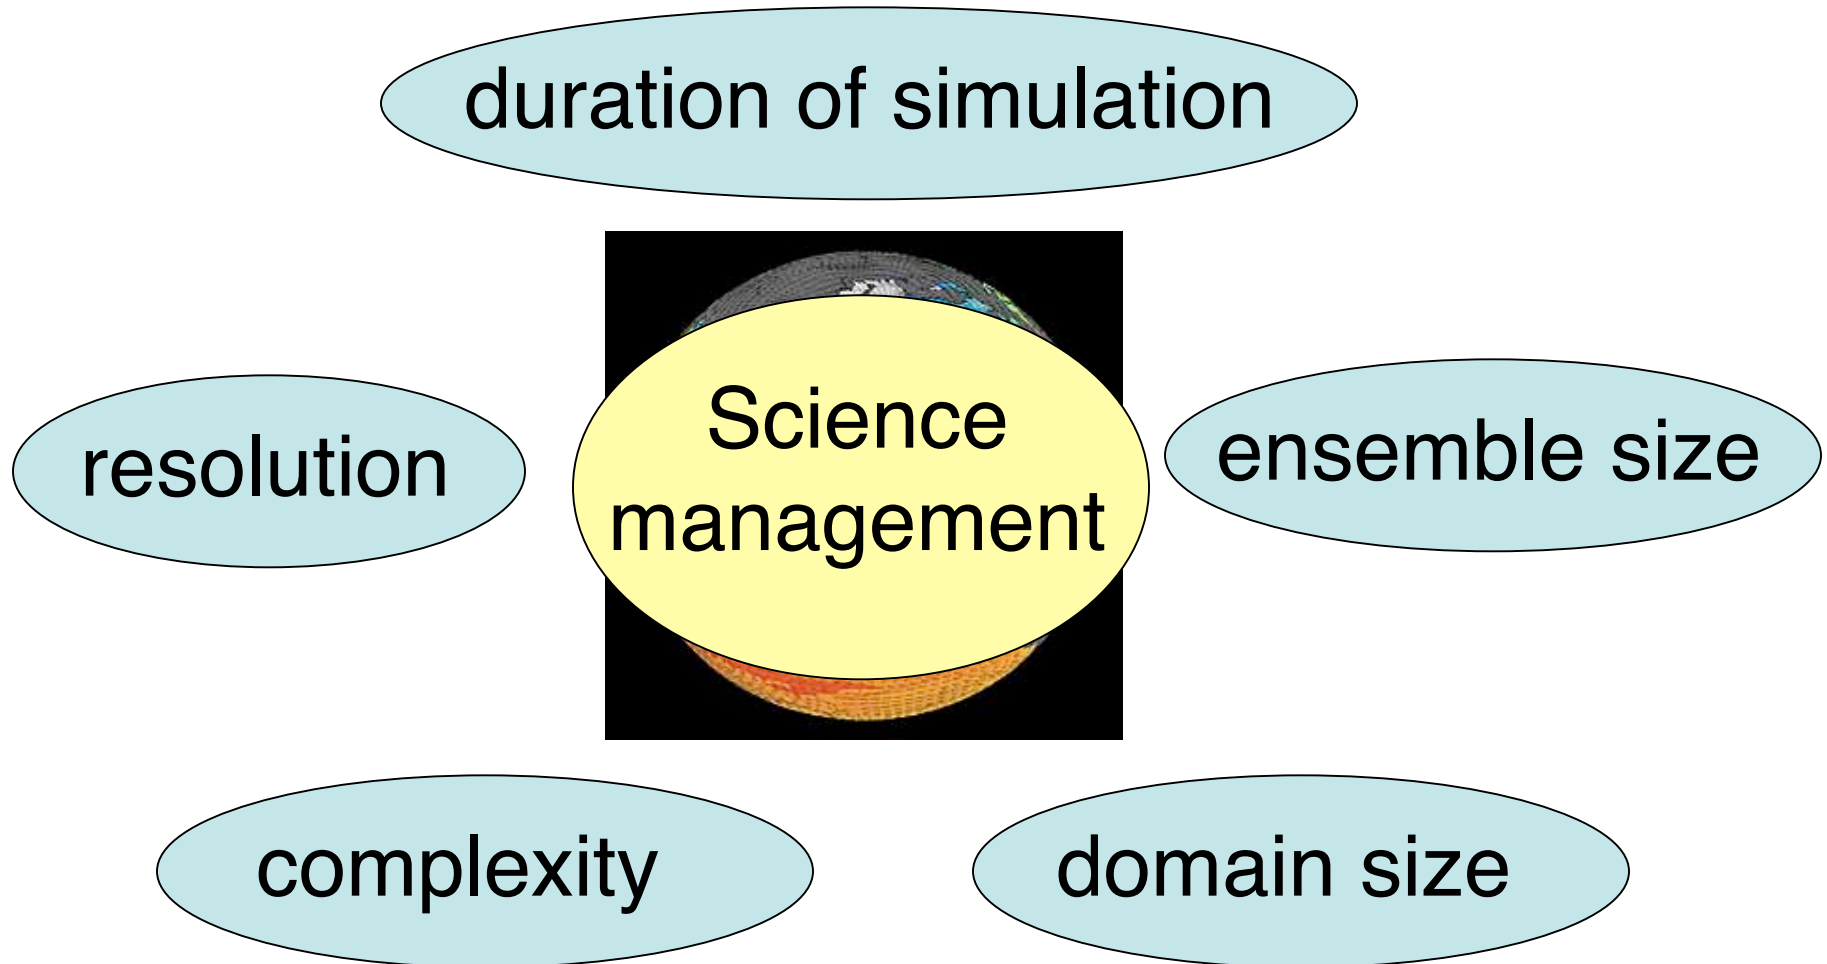 duration of simulation
Science
management
resolution
ensemble size
complexity
domain size